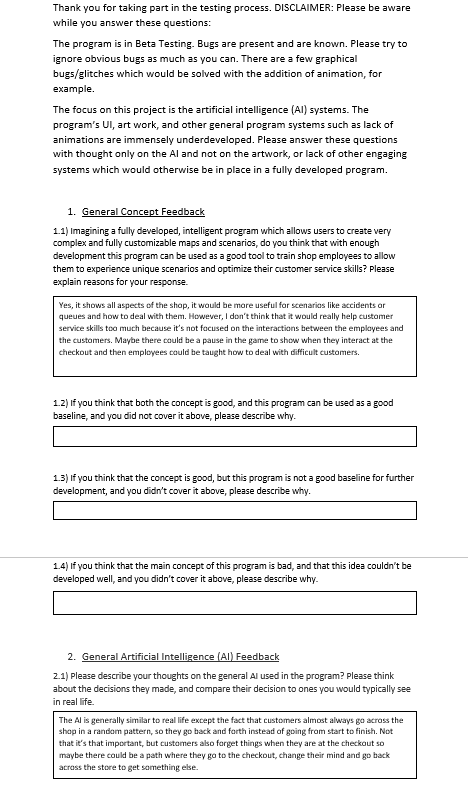 Thank you for taking part in the testing process. DISCLAIMER: Please be aware
while you answer these questions:
The program is in Beta Testing. Bugs are present and are known. Please try to
ignore obvious bugs as much as you can. There are a few graphical
bugs/glitches which would be solved with the addition of animation, for
example.
The focus on this project is the artificial intelligence (AI) systems. The
program's UI, art work, and other general program systems such as lack of
animations are immensely underdeveloped. Please answer these questions
with thought only on the AI and not on the artwork, or lack of other engaging
systems which would otherwise be in place in a fully developed program.
1. General Concept Feedback
1.1) Imagining a fully developed, intelligent program which allows users to create very
complex and fully customizable maps and scenarios, do you think that with enough
development this program can be used as a good tool to train shop employees to allow
them to experience unique scenarios and optimize their customer service skills? Please
explain reasons for your response.
Yes, it shows all aspects of the shop, it would be more useful for scenarios like accidents or
queues and how to deal with them. However, I don't think that it would really help customer
service skills too much because it's not focused on the interactions between the employees and
the customers. Maybe there could be a pause in the game to show when they interact at the
checkout and then employees could be taught how to deal with difficult customers.
1.2) If you think that both the concept is good, and this program can be used as a good
baseline, and you did not cover it above, please describe why.
1.3) If you think that the concept is good, but this program is not a good baseline for further
development, and you didn't cover it above, please describe why.
1.4) If you think that the main concept of this program is bad, and that this idea couldn't be
developed well, and you didn't cover it above, please describe why.
2. General Artificial Intelligence (AI) Feedback
2.1) Please describe your thoughts on the general AI used in the program? Please think
about the decisions they made, and compare their decision to ones you would typically see
in real life.
The AI is generally similar to real life except the fact that customers almost always go across the
shop in a random pattern, so they go back and forth instead of going from start to finish. Not
that it's that important, but customers also forget things when they are at the checkout so
maybe there could be a path where they go to the checkout, change their mind and go back
across the store to get something else.